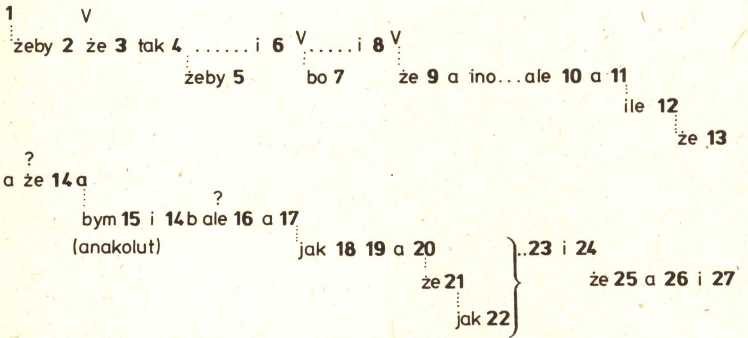 1 V
żeby 2 że 3 tak 4 ...... i 6 V ..... i 8 V
żeby 5 bo 7 że 9 a ino...ale 10 a 11
ile 12
że 13
?
a że 14a
?
bym 15 i 14b ale 16 a 17
(anakolut) jak 18 19 a 20 ..23 i 24
że 21 że 25 a 26 i 27
jak 22